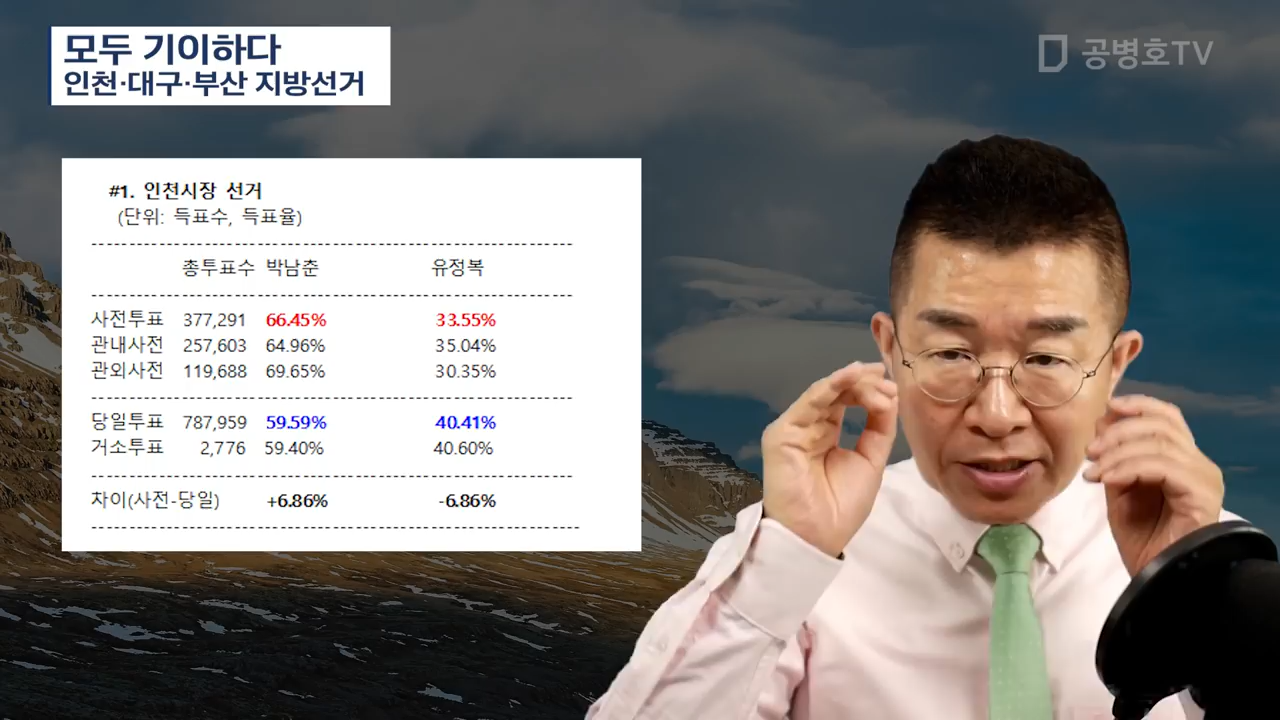 모두 기이하다
인천·대구·부산 지방선거
공병호TV
#1. 인천시장 선거
(단위: 득표수, 득표율)
총투표수 박남춘 유정복
사전투표 377,291 66.45% 33.55%
관내사전 257,603 64.96% 35.04%
관외사전 119,688 69.65% 30.35%
당일투표 787,959 59.59% 40.41%
거소투표 2,776 59.40% 40.60%
차이(사전-당일) +6.86% -6.86%